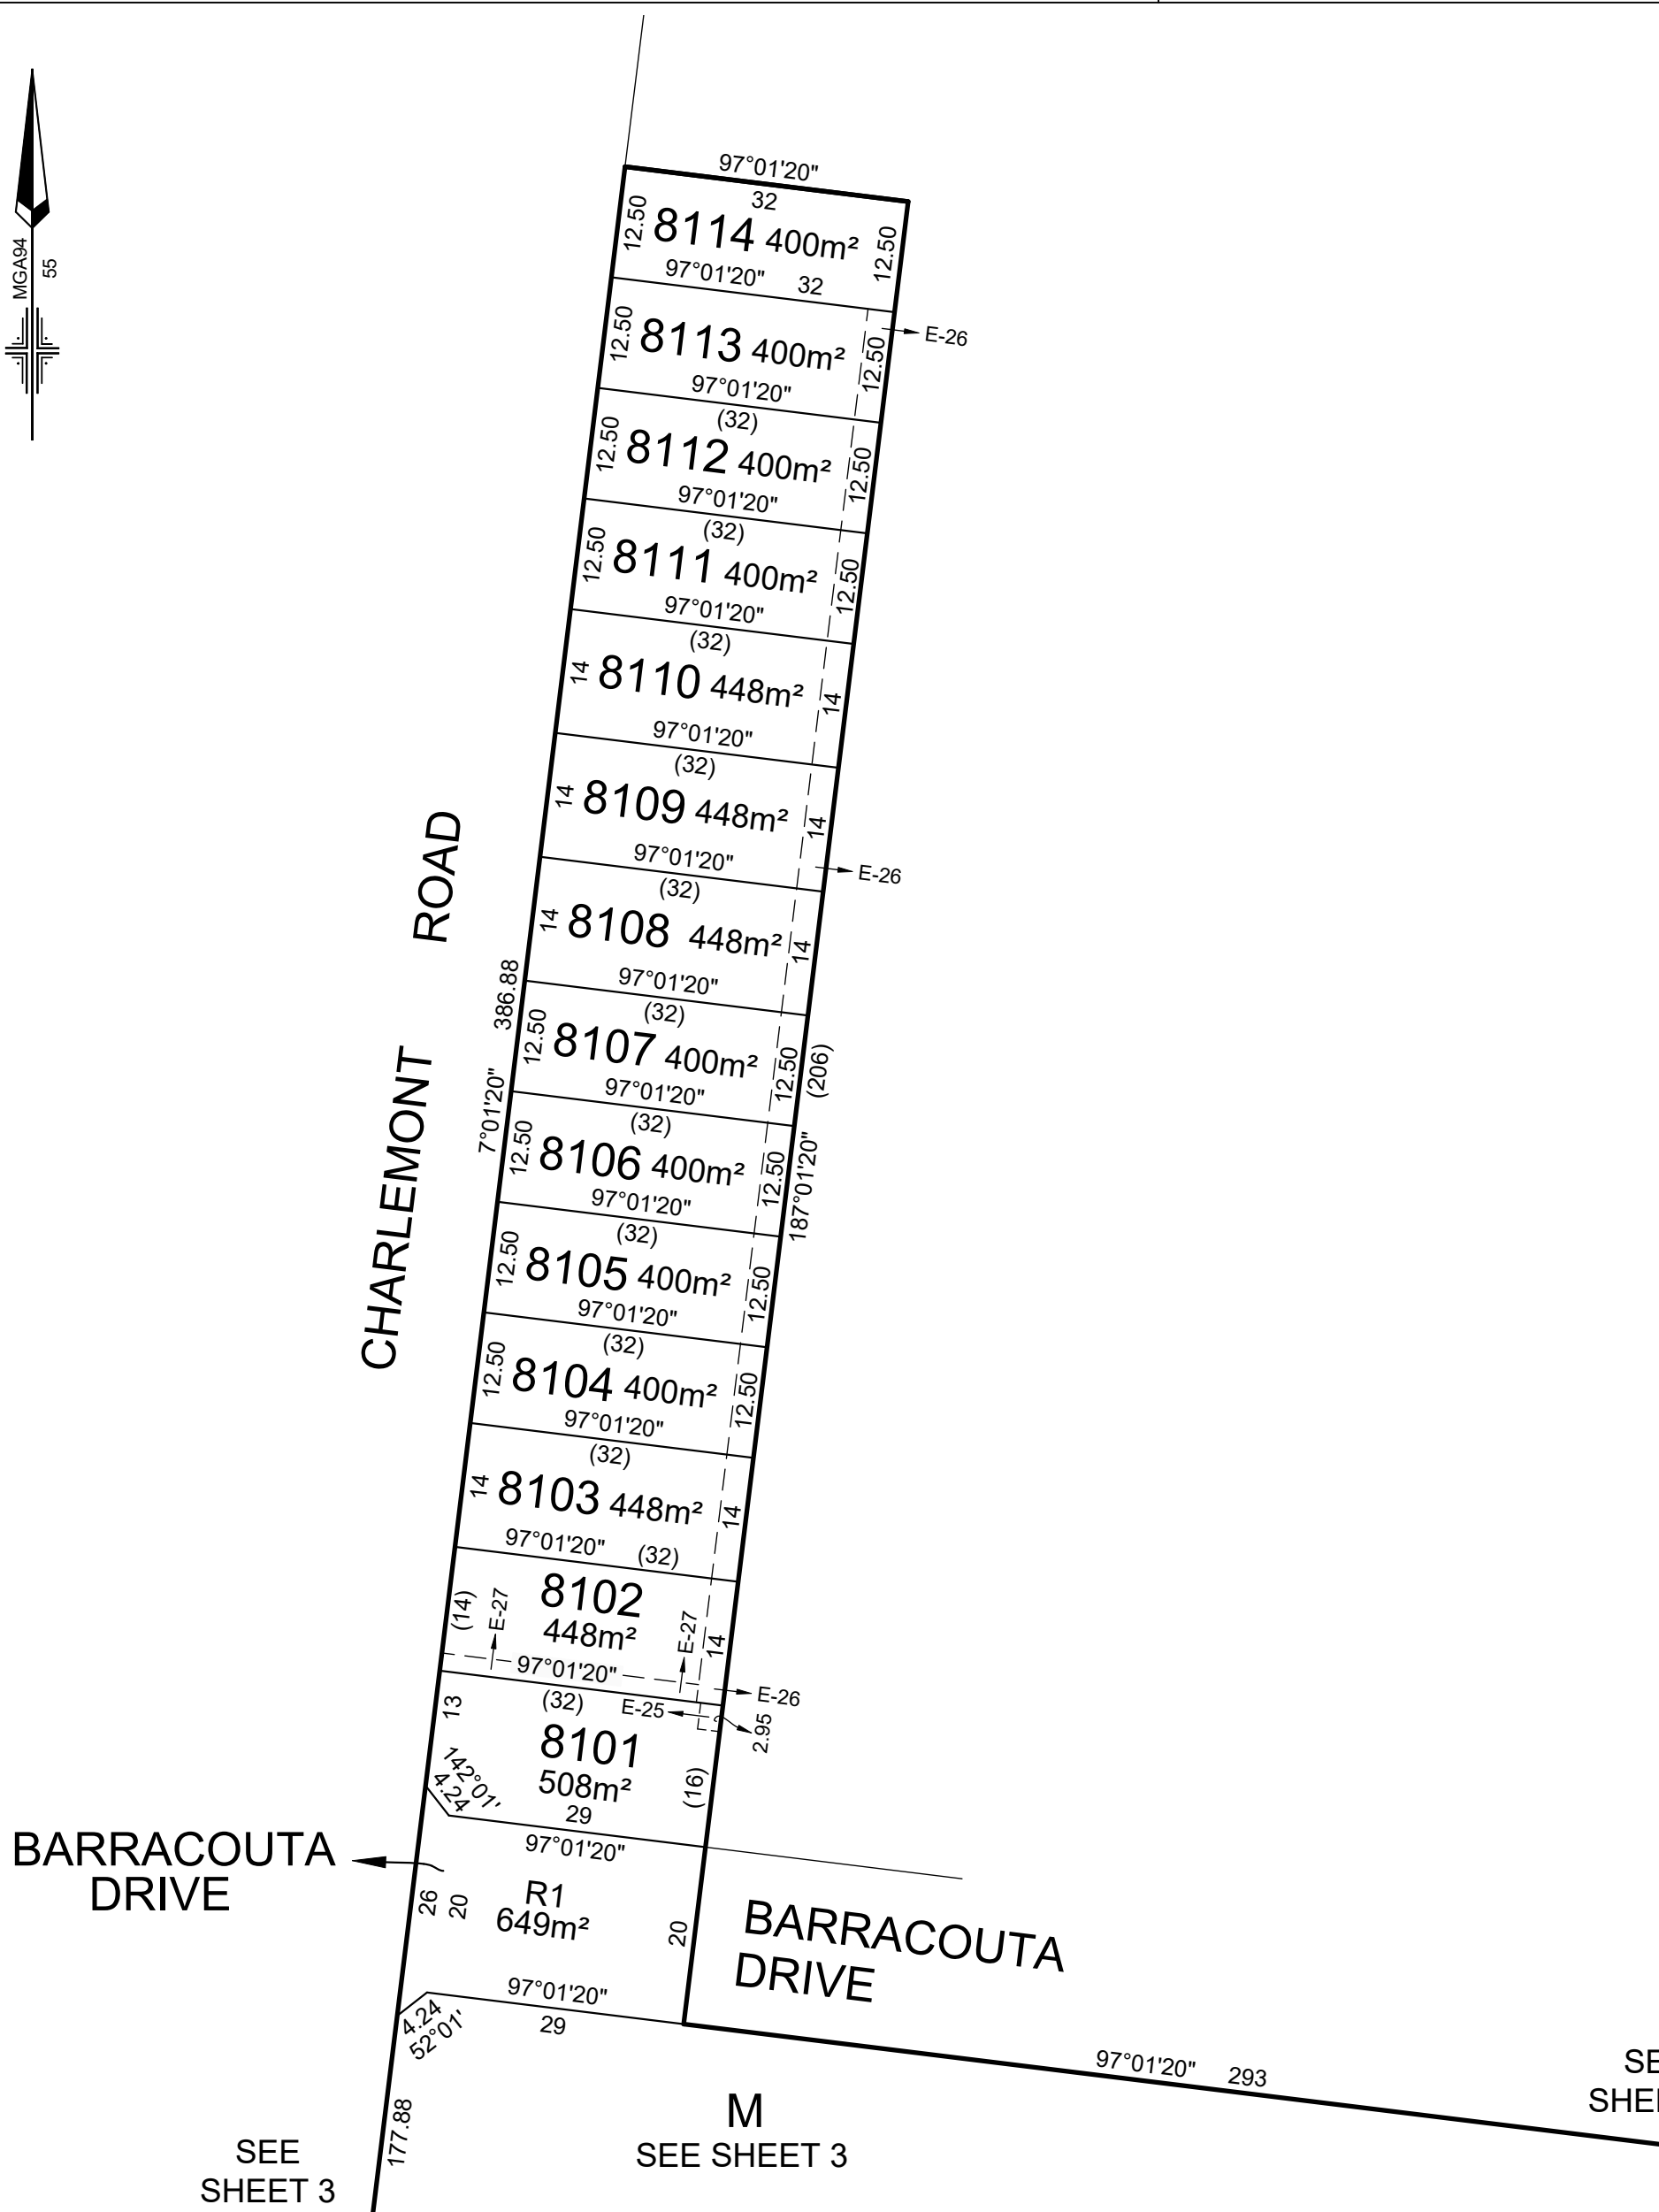 MGA94
55
97°01'20"
32
12.50
8114 400m²
12.50
97°01'20" 32
12.50
8113 400m²
12.50
E-26
97°01'20"
(32)
12.50
8112 400m²
12.50
97°01'20"
(32)
12.50
8111 400m²
12.50
97°01'20"
(32)
14
8110 448m²
14
97°01'20"
(32)
14
8109 448m²
14
E-26
97°01'20"
(32)
14
8108 448m²
14
97°01'20"
(32)
12.50
8107 400m²
12.50
97°01'20"
(32)
12.50
8106 400m²
12.50
97°01'20"
(32)
12.50
8105 400m²
12.50
97°01'20"
(32)
12.50
8104 400m²
12.50
97°01'20"
(32)
14
8103 448m²
14
97°01'20" (32)
(14)
E-27
8102
448m²
E-27
14
97°01'20"
(32)
E-26
E-25
2.95
13
8101
508m²
(16)
142°01'
4.24
29
97°01'20"
CHARLEMONT ROAD
7°01'20" 386.88
187°01'20" (206)
BARRACOUTA
DRIVE
26
20
R1
649m²
20
BARRACOUTA
DRIVE
97°01'20"
29
4.24
52°01'
97°01'20" 293
177.88
M
SEE SHEET 3
SEE
SHEET 3
SE
SHE